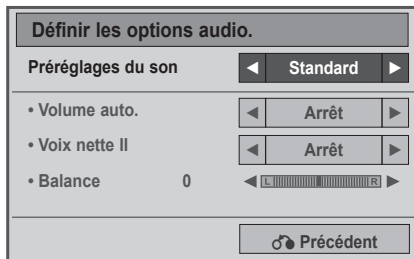 Définir les options audio.
Préréglages du son ◄ Standard ►
• Volume auto. ◄ Arrêt ►
• Voix nette II ◄ Arrêt ►
• Balance 0 ◄ L R ►
Précédent